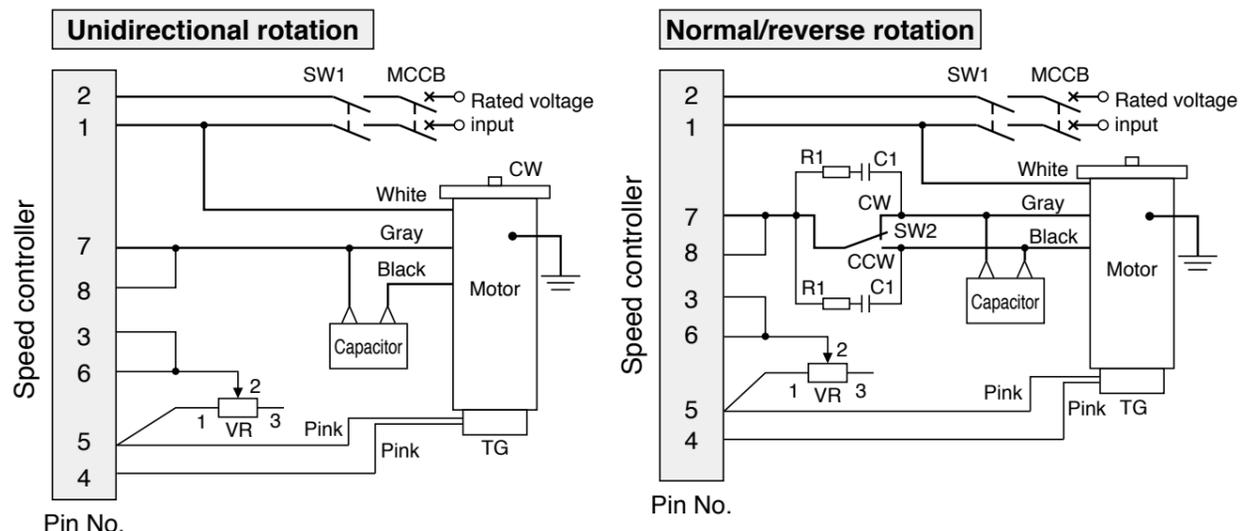 Unidirectional rotation
SW1 MCCB
2
Rated voltage
1
input
CW
White
Gray
7
Black
8
Motor
3
Capacitor
6
2
1 3
VR
Pink
5
TG
Pink
4
Speed controller
Pin No.
Normal/reverse rotation
SW1 MCCB
2
Rated voltage
1
input
R1 C1
White
CW
Gray
7
SW2
Black
8
CCW
Motor
R1 C1
3
Capacitor
6
2
1 3
VR
Pink
5
Pink TG
4
Speed controller
Pin No.